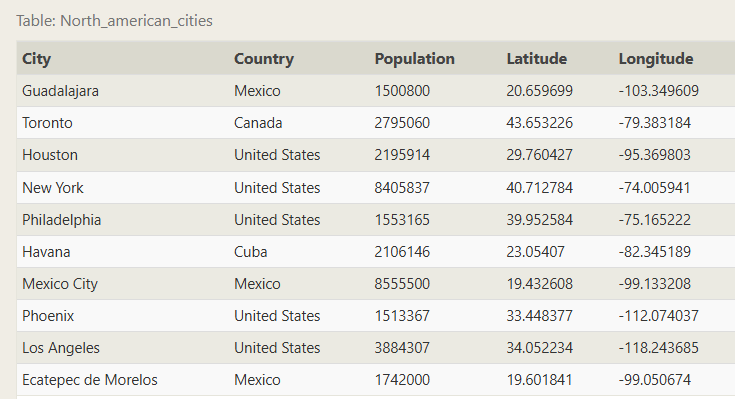 Table: North_american_cities
City Country Population Latitude Longitude
Guadalajara Mexico 1500800 20.659699 -103.349609
Toronto Canada 2795060 43.653226 -79.383184
Houston United States 2195914 29.760427 -95.369803
New York United States 8405837 40.712784 -74.005941
Philadelphia United States 1553165 39.952584 -75.165222
Havana Cuba 2106146 23.05407 -82.345189
Mexico City Mexico 8555500 19.432608 -99.133208
Phoenix United States 1513367 33.448377 -112.074037
Los Angeles United States 3884307 34.052234 -118.243685
Ecatepec de Morelos Mexico 1742000 19.601841 -99.050674